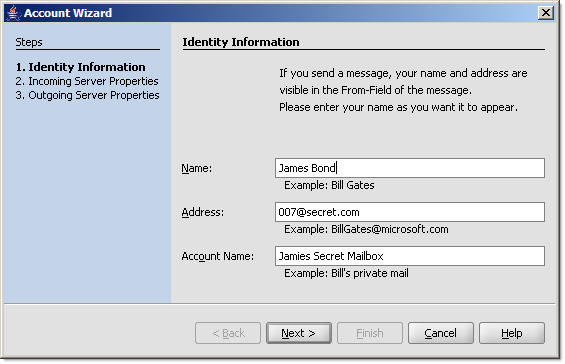 Account Wizard
Steps
1. Identity Information
2. Incoming Server Properties
3. Outgoing Server Properties
Identity Information
If you send a message, your name and address are
visible in the From-Field of the message.
Please enter your name as you want it to appear.
Name:
James Bond
Example: Bill Gates
Address:
007@secret.com
Example: BillGates@microsoft.com
Account Name:
Jamies Secret Mailbox
Example: Bill's private mail
< Back
Next >
Finish
Cancel
Help